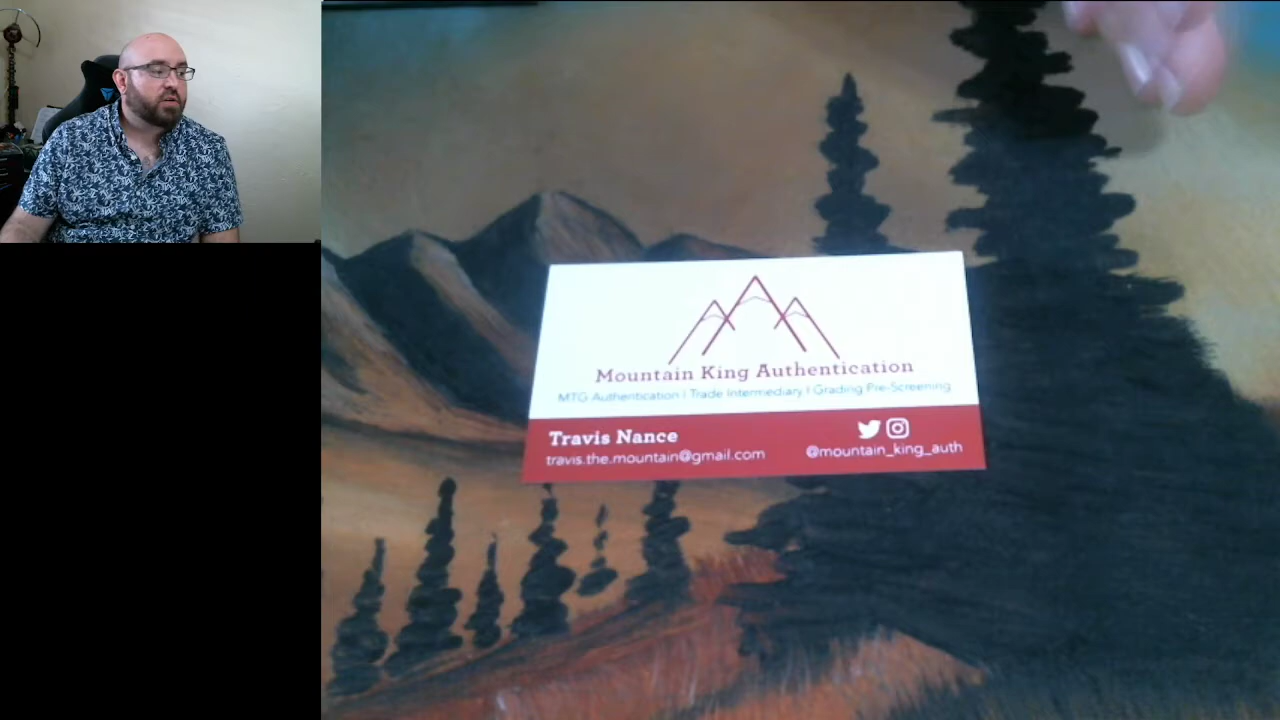 Mountain King Authentication
MTG Authentication | Trade Intermediary | Grading Pre-Screening
Travis Nance
travis.the.mountain@gmail.com
@mountain_king_auth